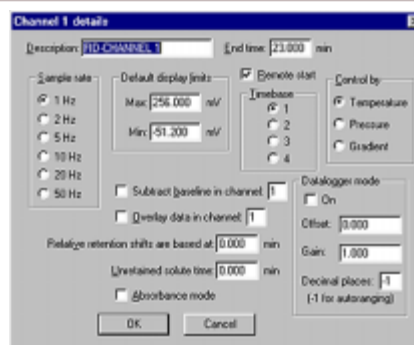 Channel 1 details
Description: FID-CHANNEL 1 End time: 23.000 min
Sample rate
1 Hz
2 Hz
5 Hz
10 Hz
20 Hz
50 Hz
Default display limits
Max: 256.000 mV
Min: -51.200 mV
Remote start
Timebase
1
2
3
4
Control by
Temperature
Pressure
Gradient
Subtract baseline in channel: 1
Overlay data in channel: 1
Relative retention shifts are based at: 0.000 min
Unretained solute time: 0.000 min
Absorbance mode
Datalogger mode
On
Offset: 0.000
Gain: 1.000
Decimal places: -1
(-1 for autoranging)
OK Cancel